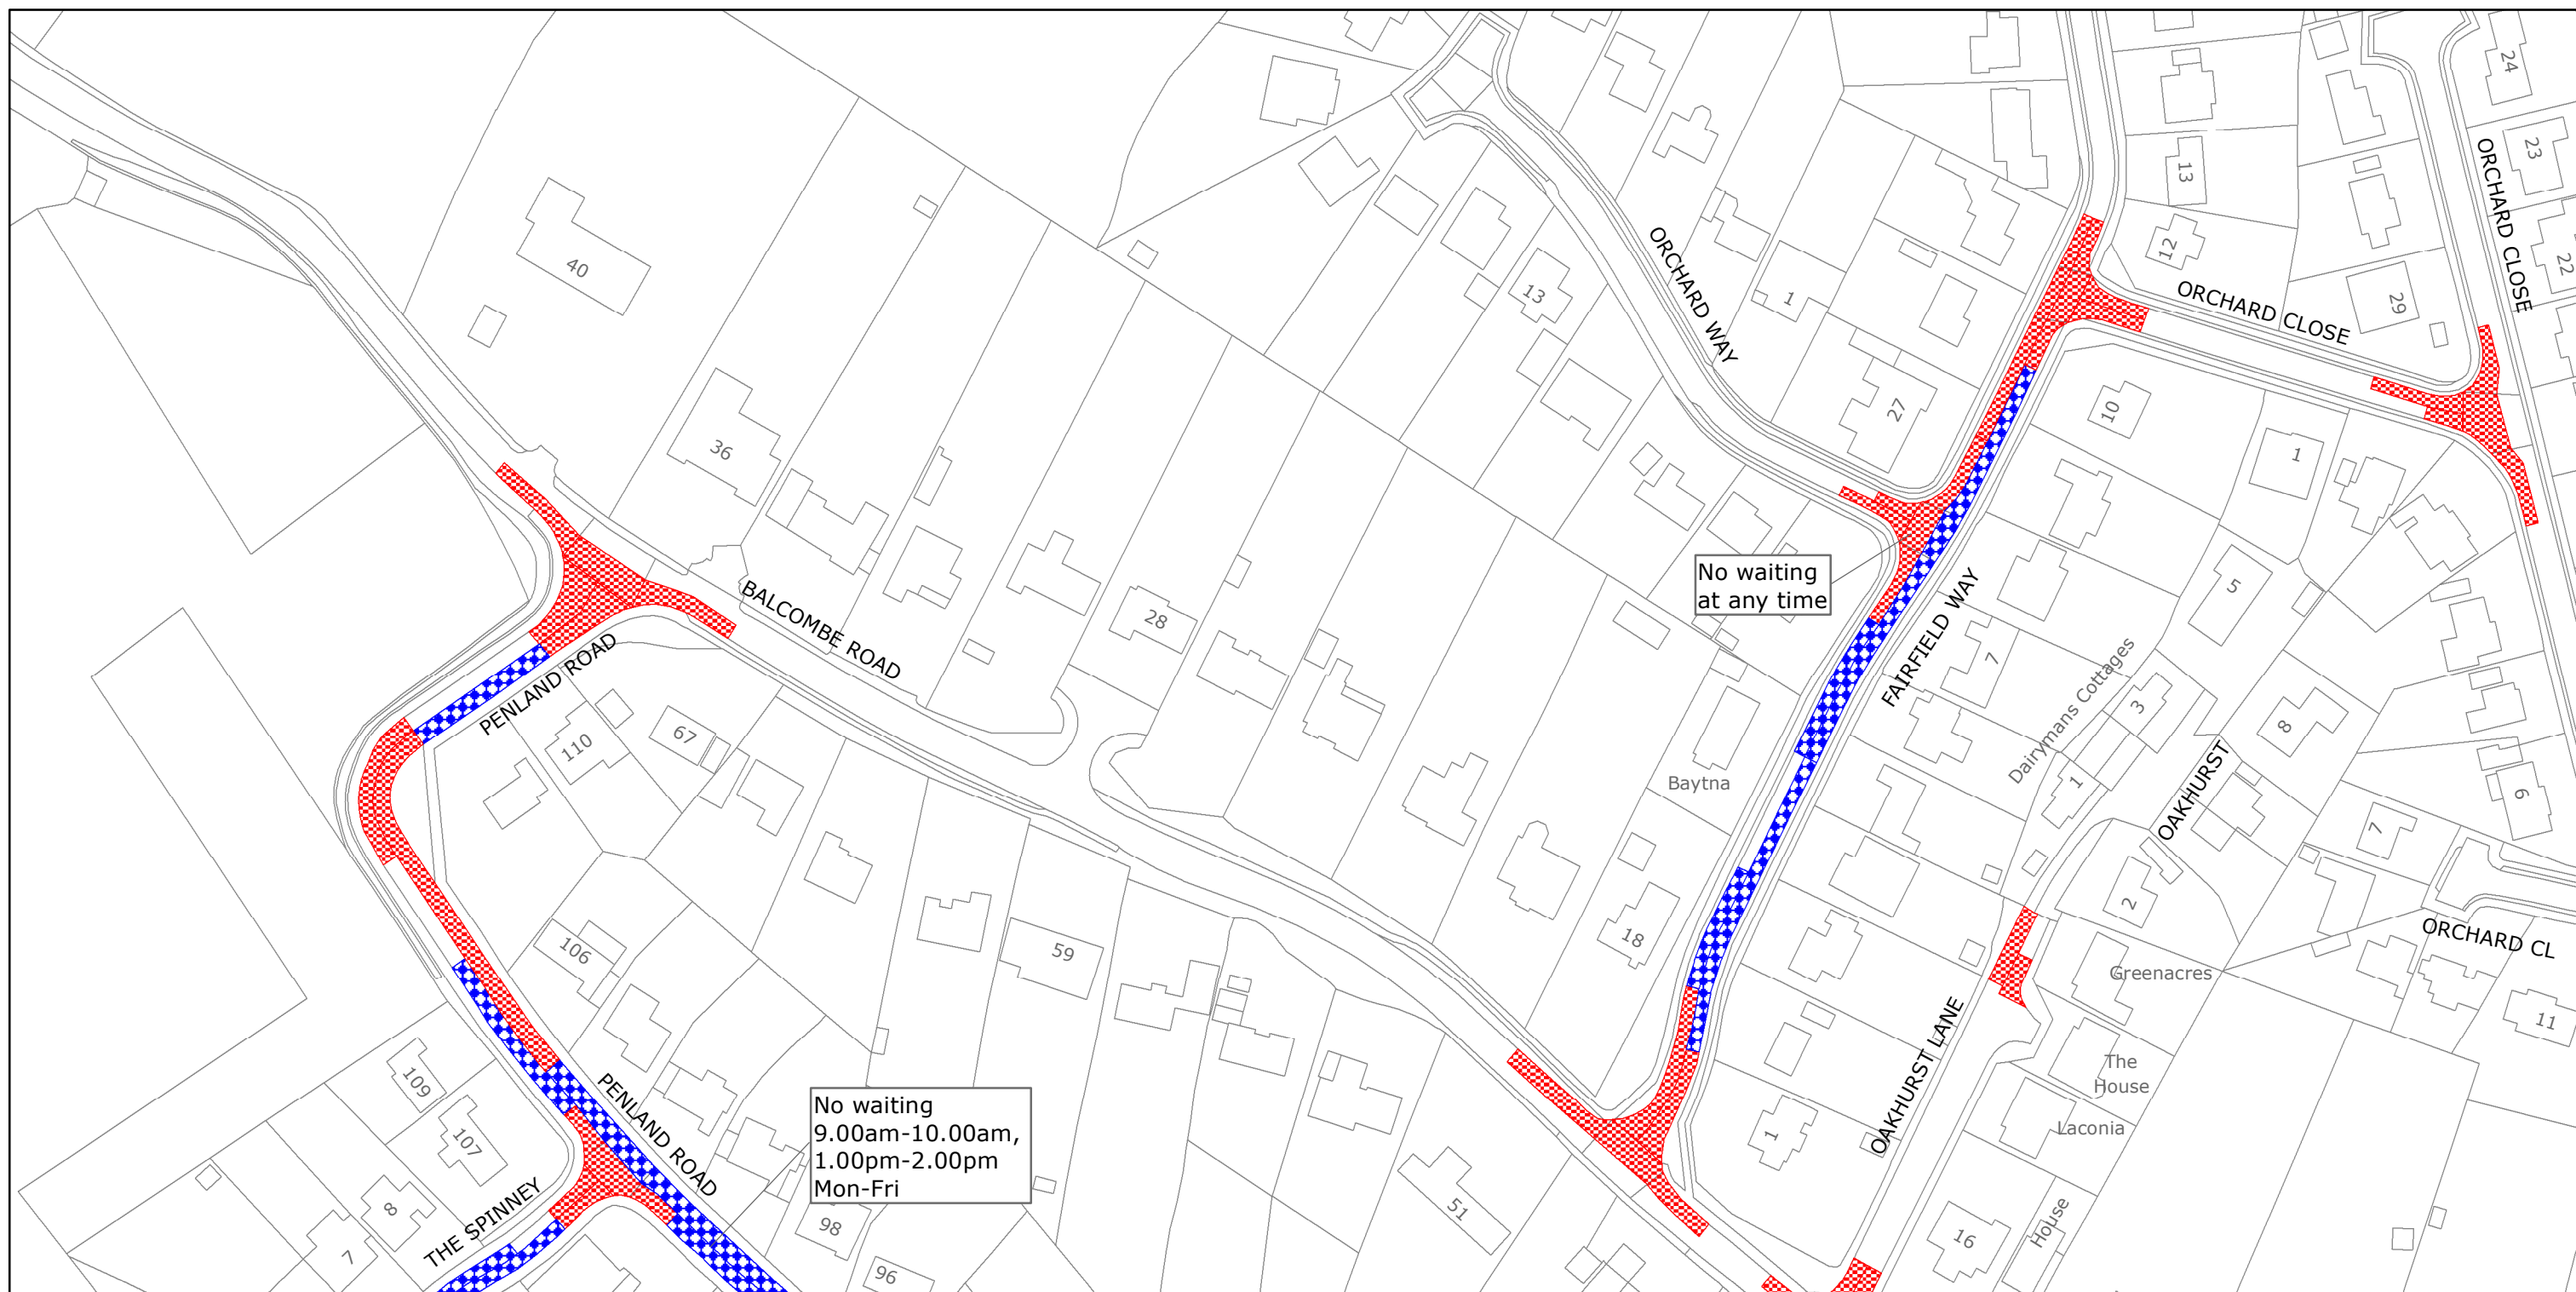 24
23
ORCHARD CLOSE
22
13
12
ORCHARD CLOSE
29
40
ORCHARD WAY
13
1
27
10
1
36
5
No waiting
at any time
FAIRFIELD WAY
7
BALCOMBE ROAD
28
PENLAND ROAD
110
67
Dairymans Cottages
3
1
8
OAKHURST
6
7
Baytna
18
2
106
59
ORCHARD CL
Greenacres
11
OAKHURST LANE
The
House
109
107
PENLAND ROAD
No waiting
9.00am-10.00am,
1.00pm-2.00pm
Mon-Fri
1
Laconia
51
THE SPINNEY
8
7
98
96
16
House